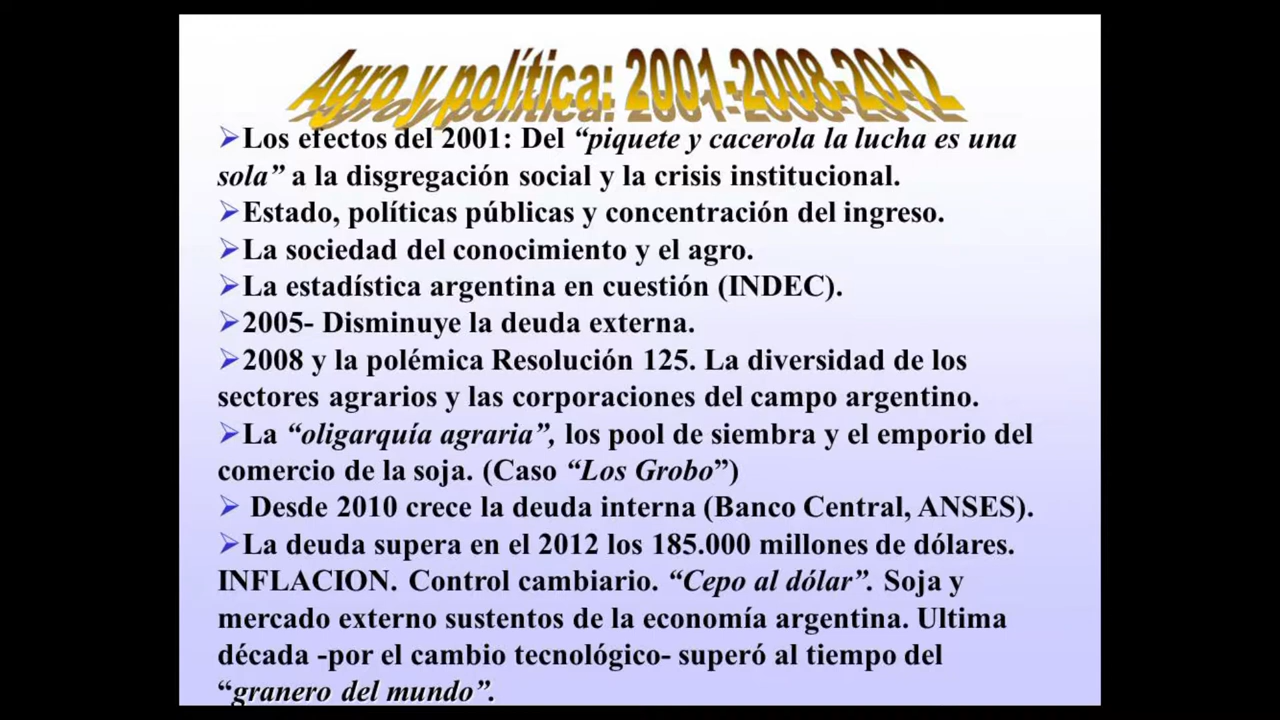 Agro y política: 2001-2008-2012
➢Los efectos del 2001: Del “piquete y cacerola la lucha es una
sola” a la disgregación social y la crisis institucional.
➢Estado, políticas públicas y concentración del ingreso.
➢La sociedad del conocimiento y el agro.
➢La estadística argentina en cuestión (INDEC).
➢2005- Disminuye la deuda externa.
➢2008 y la polémica Resolución 125. La diversidad de los
sectores agrarios y las corporaciones del campo argentino.
➢La “oligarquía agraria”, los pool de siembra y el emporio del
comercio de la soja. (Caso “Los Grobo”)
➢ Desde 2010 crece la deuda interna (Banco Central, ANSES).
➢La deuda supera en el 2012 los 185.000 millones de dólares.
INFLACION. Control cambiario. “Cepo al dólar”. Soja y
mercado externo sustentos de la economía argentina. Ultima
década -por el cambio tecnológico- superó al tiempo del
“granero del mundo”.